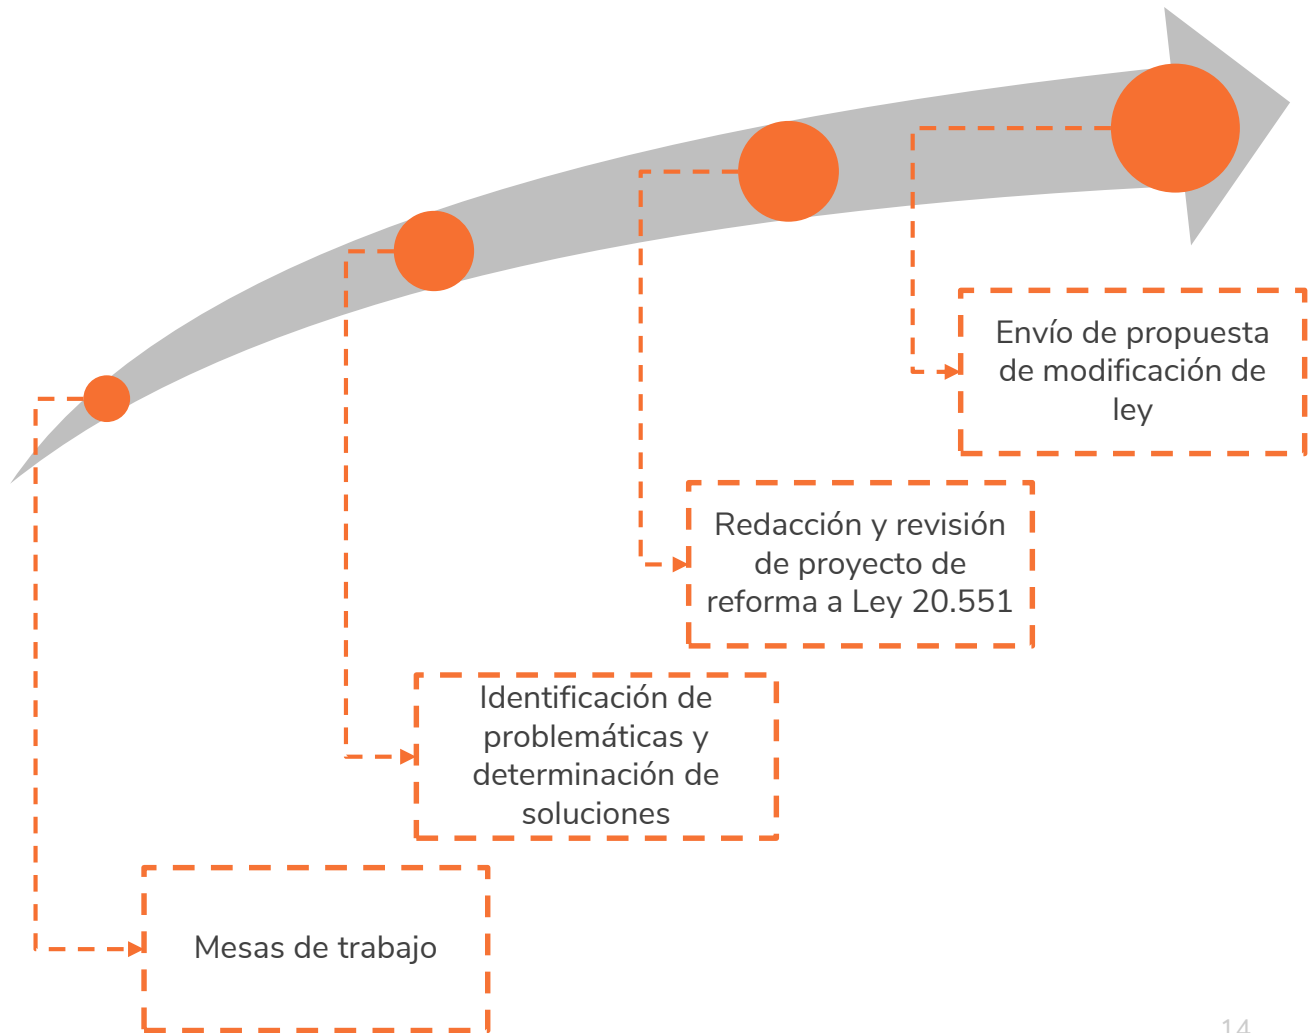 Envío de propuesta
de modificación de
ley
Redacción y revisión
de proyecto de
reforma a Ley 20.551
Identificación de
problemáticas y
determinación de
soluciones
Mesas de trabajo
14